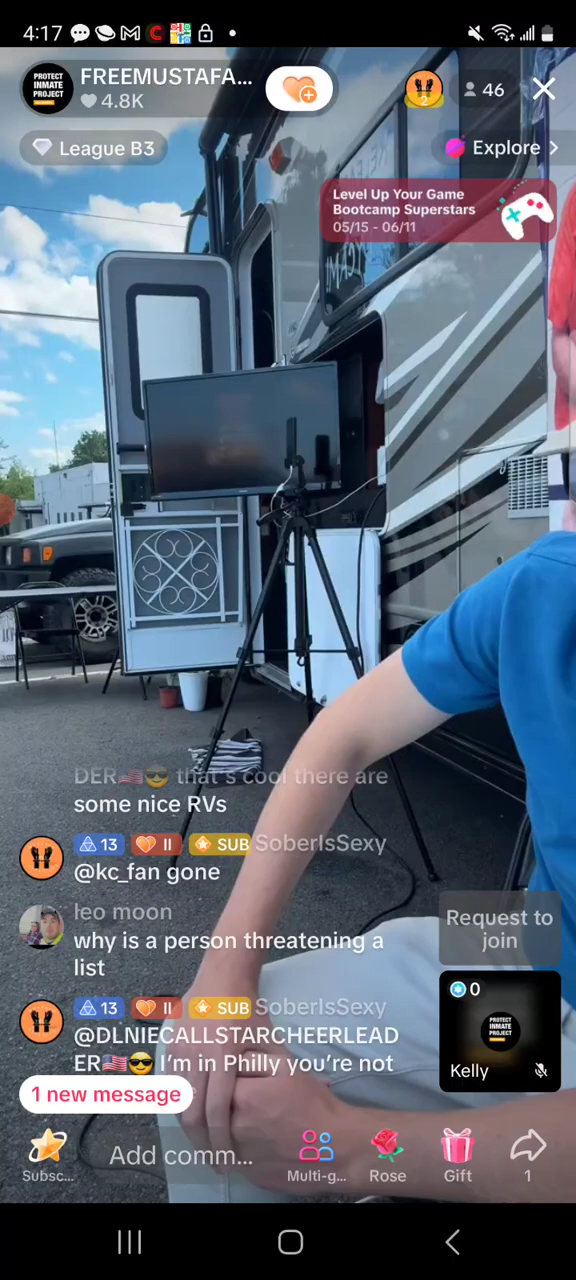 4:17
PROTECT
INMATE
PROJECT
FREEMUSTAFA...
4.8K
2
46
League B3
Explore
Level Up Your Game
Bootcamp Superstars
05/15 - 06/11
DER🇺🇸😎 that's cool there are
some nice RVs
13 II SUB SoberIsSexy
@kc_fan gone
leo moon
why is a person threatening a
list
13 II SUB SoberIsSexy
@DLNIECALLSTARCHEERLEAD
ER🇺🇸😎 I'm in Philly you're not
1 new message
Request to
join
0
PROTECT
INMATE
PROJECT
Kelly
Subsc...
Add comm...
Multi-g...
Rose
Gift
1